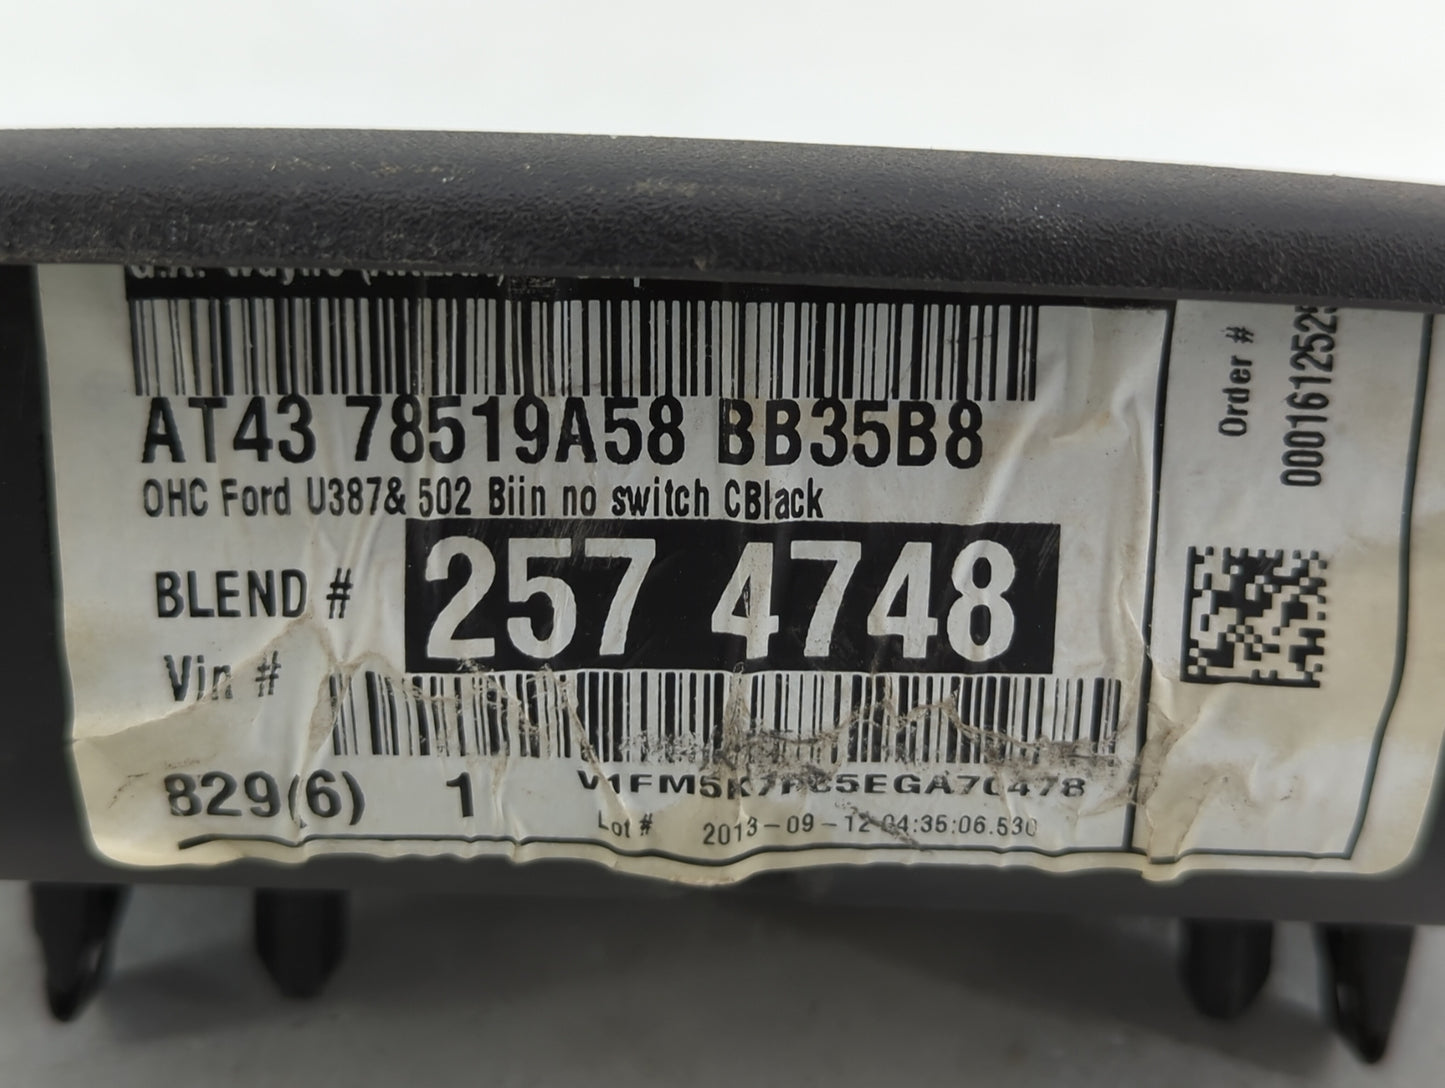 AT43 78519A58 BB35B8
OHC Ford U387& 502 Biin no switch CBlack
BLEND # 257 4748
Vin #
829(6) 1
Lot # 2013-09-12-04:35:06.530
Order #